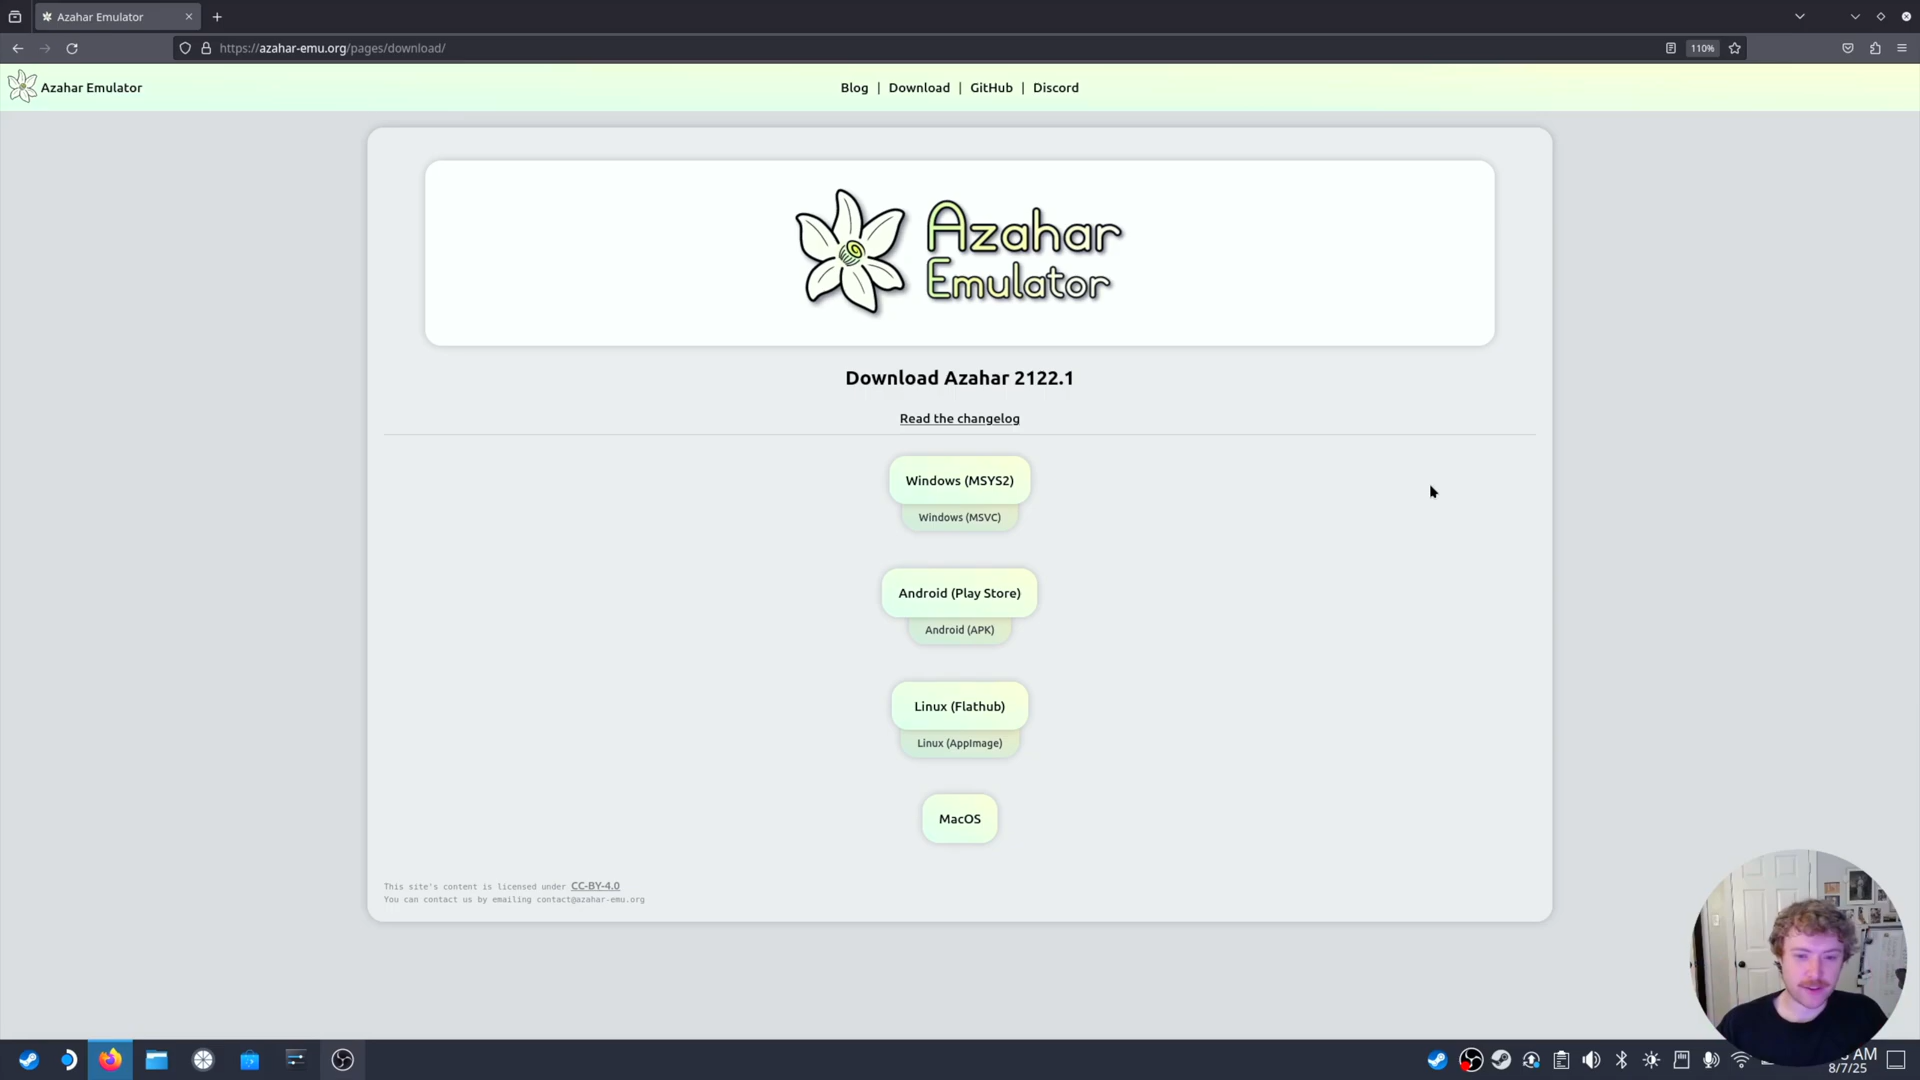 Azahar Emulator
https://azahar-emu.org/pages/download/
110%
Azahar Emulator
Blog | Download | GitHub | Discord
Azahar
Emulator
Download Azahar 2122.1
Read the changelog
Windows (MSYS2)
Windows (MSVC)
Android (Play Store)
Android (APK)
Linux (Flathub)
Linux (AppImage)
MacOS
This site's content is licensed under CC-BY-4.0
You can contact us by emailing contact@azahar-emu.org
AM
8/7/25